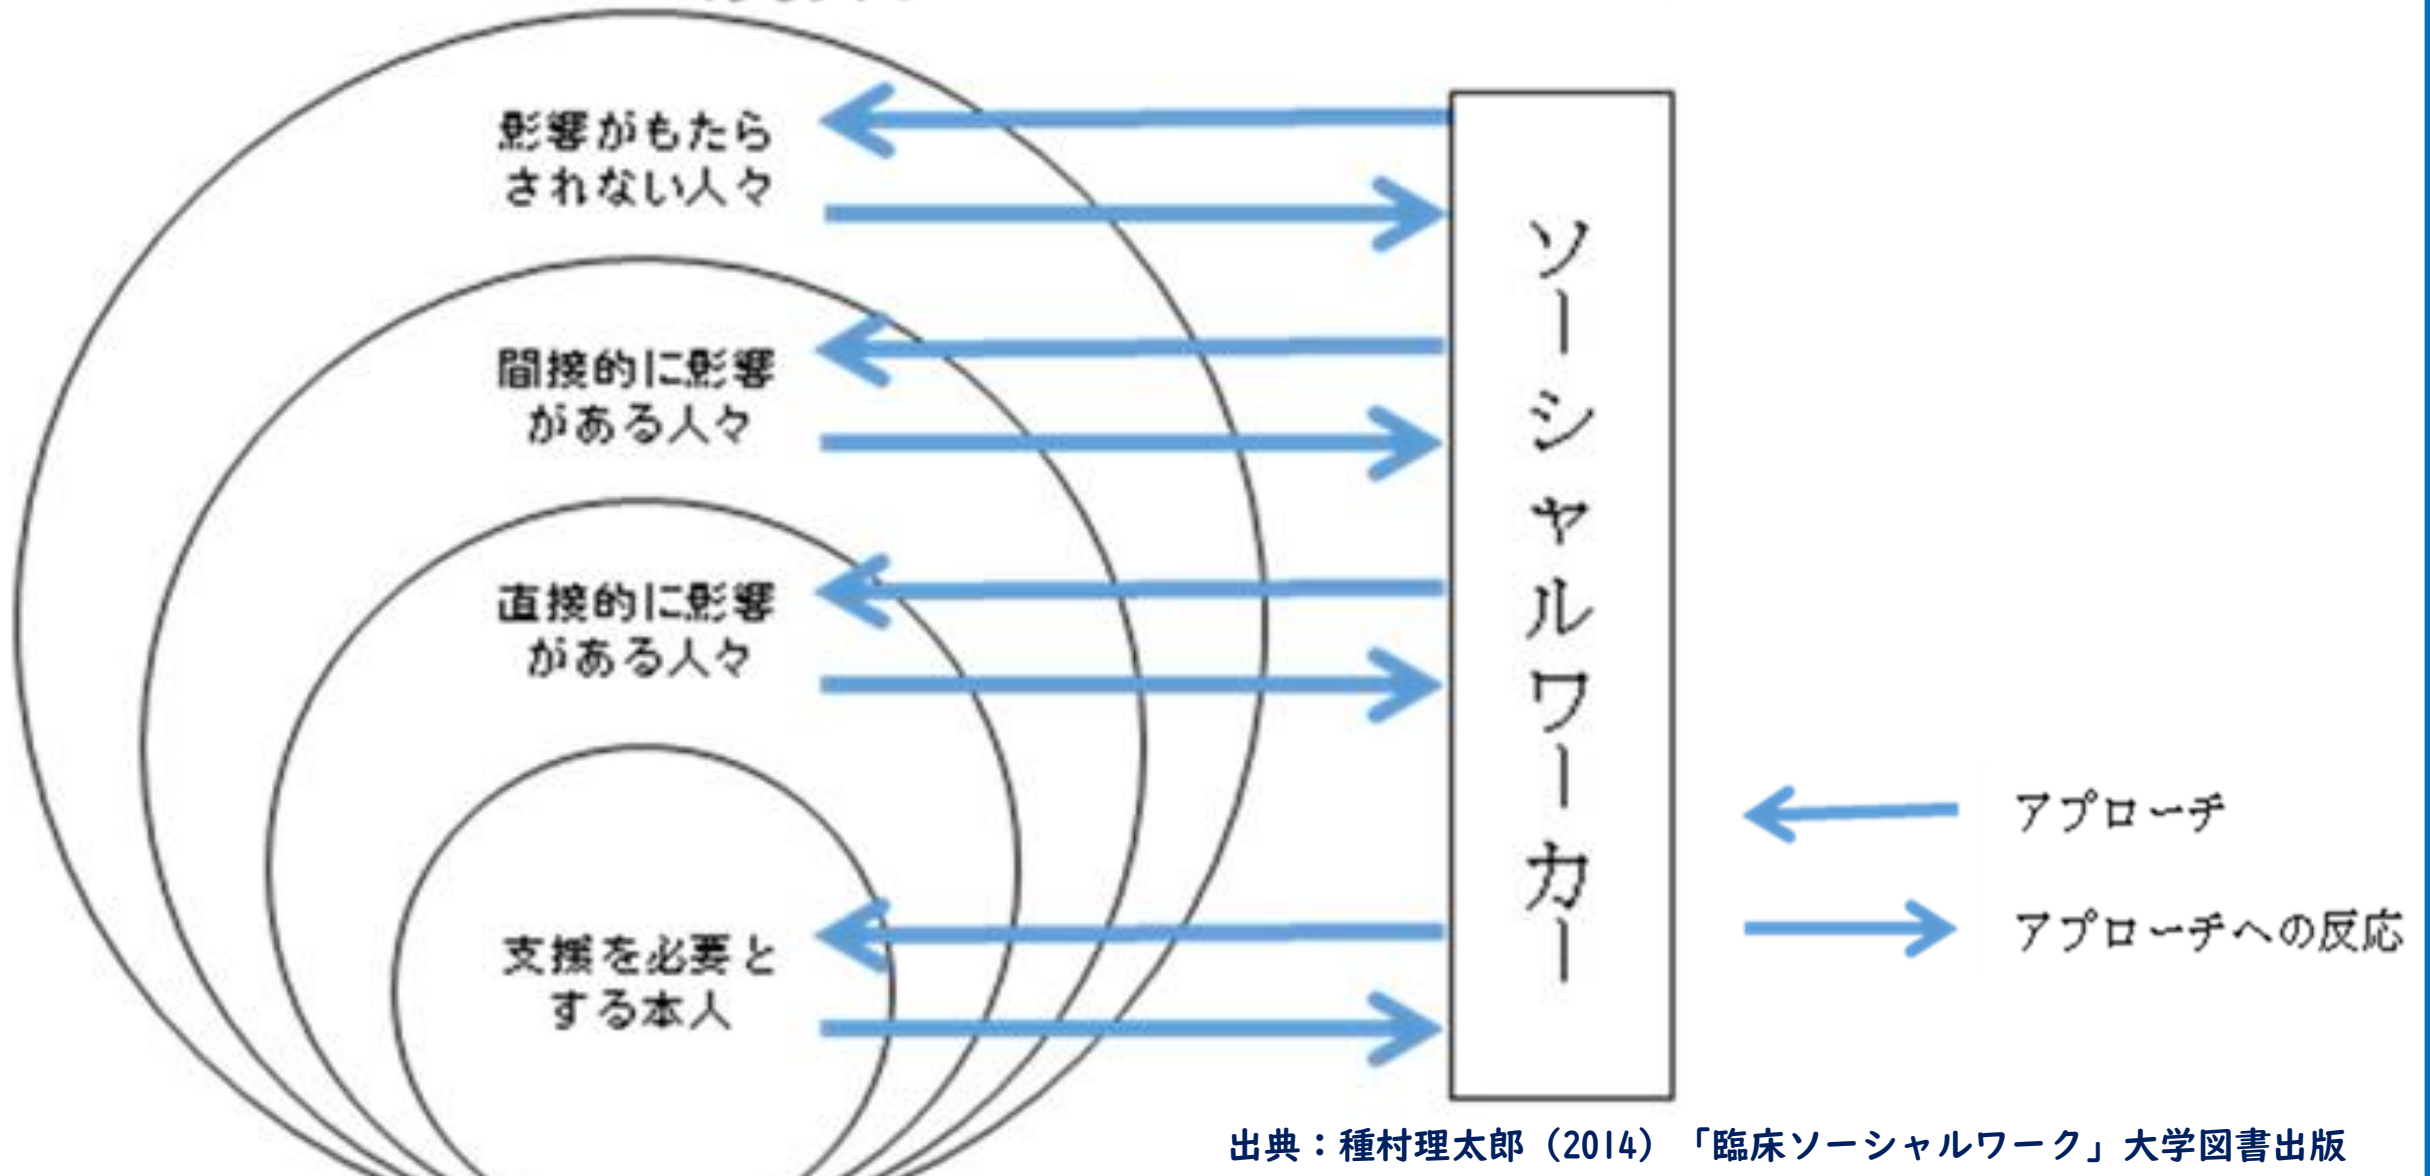 影響がもたら
されない人々
間接的に影響
がある人々
直接的に影響
がある人々
支援を必要と
する本人
ソーシャルワーカー
アプローチ
アプローチへの反応
出典：種村理太郎（2014）「臨床ソーシャルワーク」大学図書出版